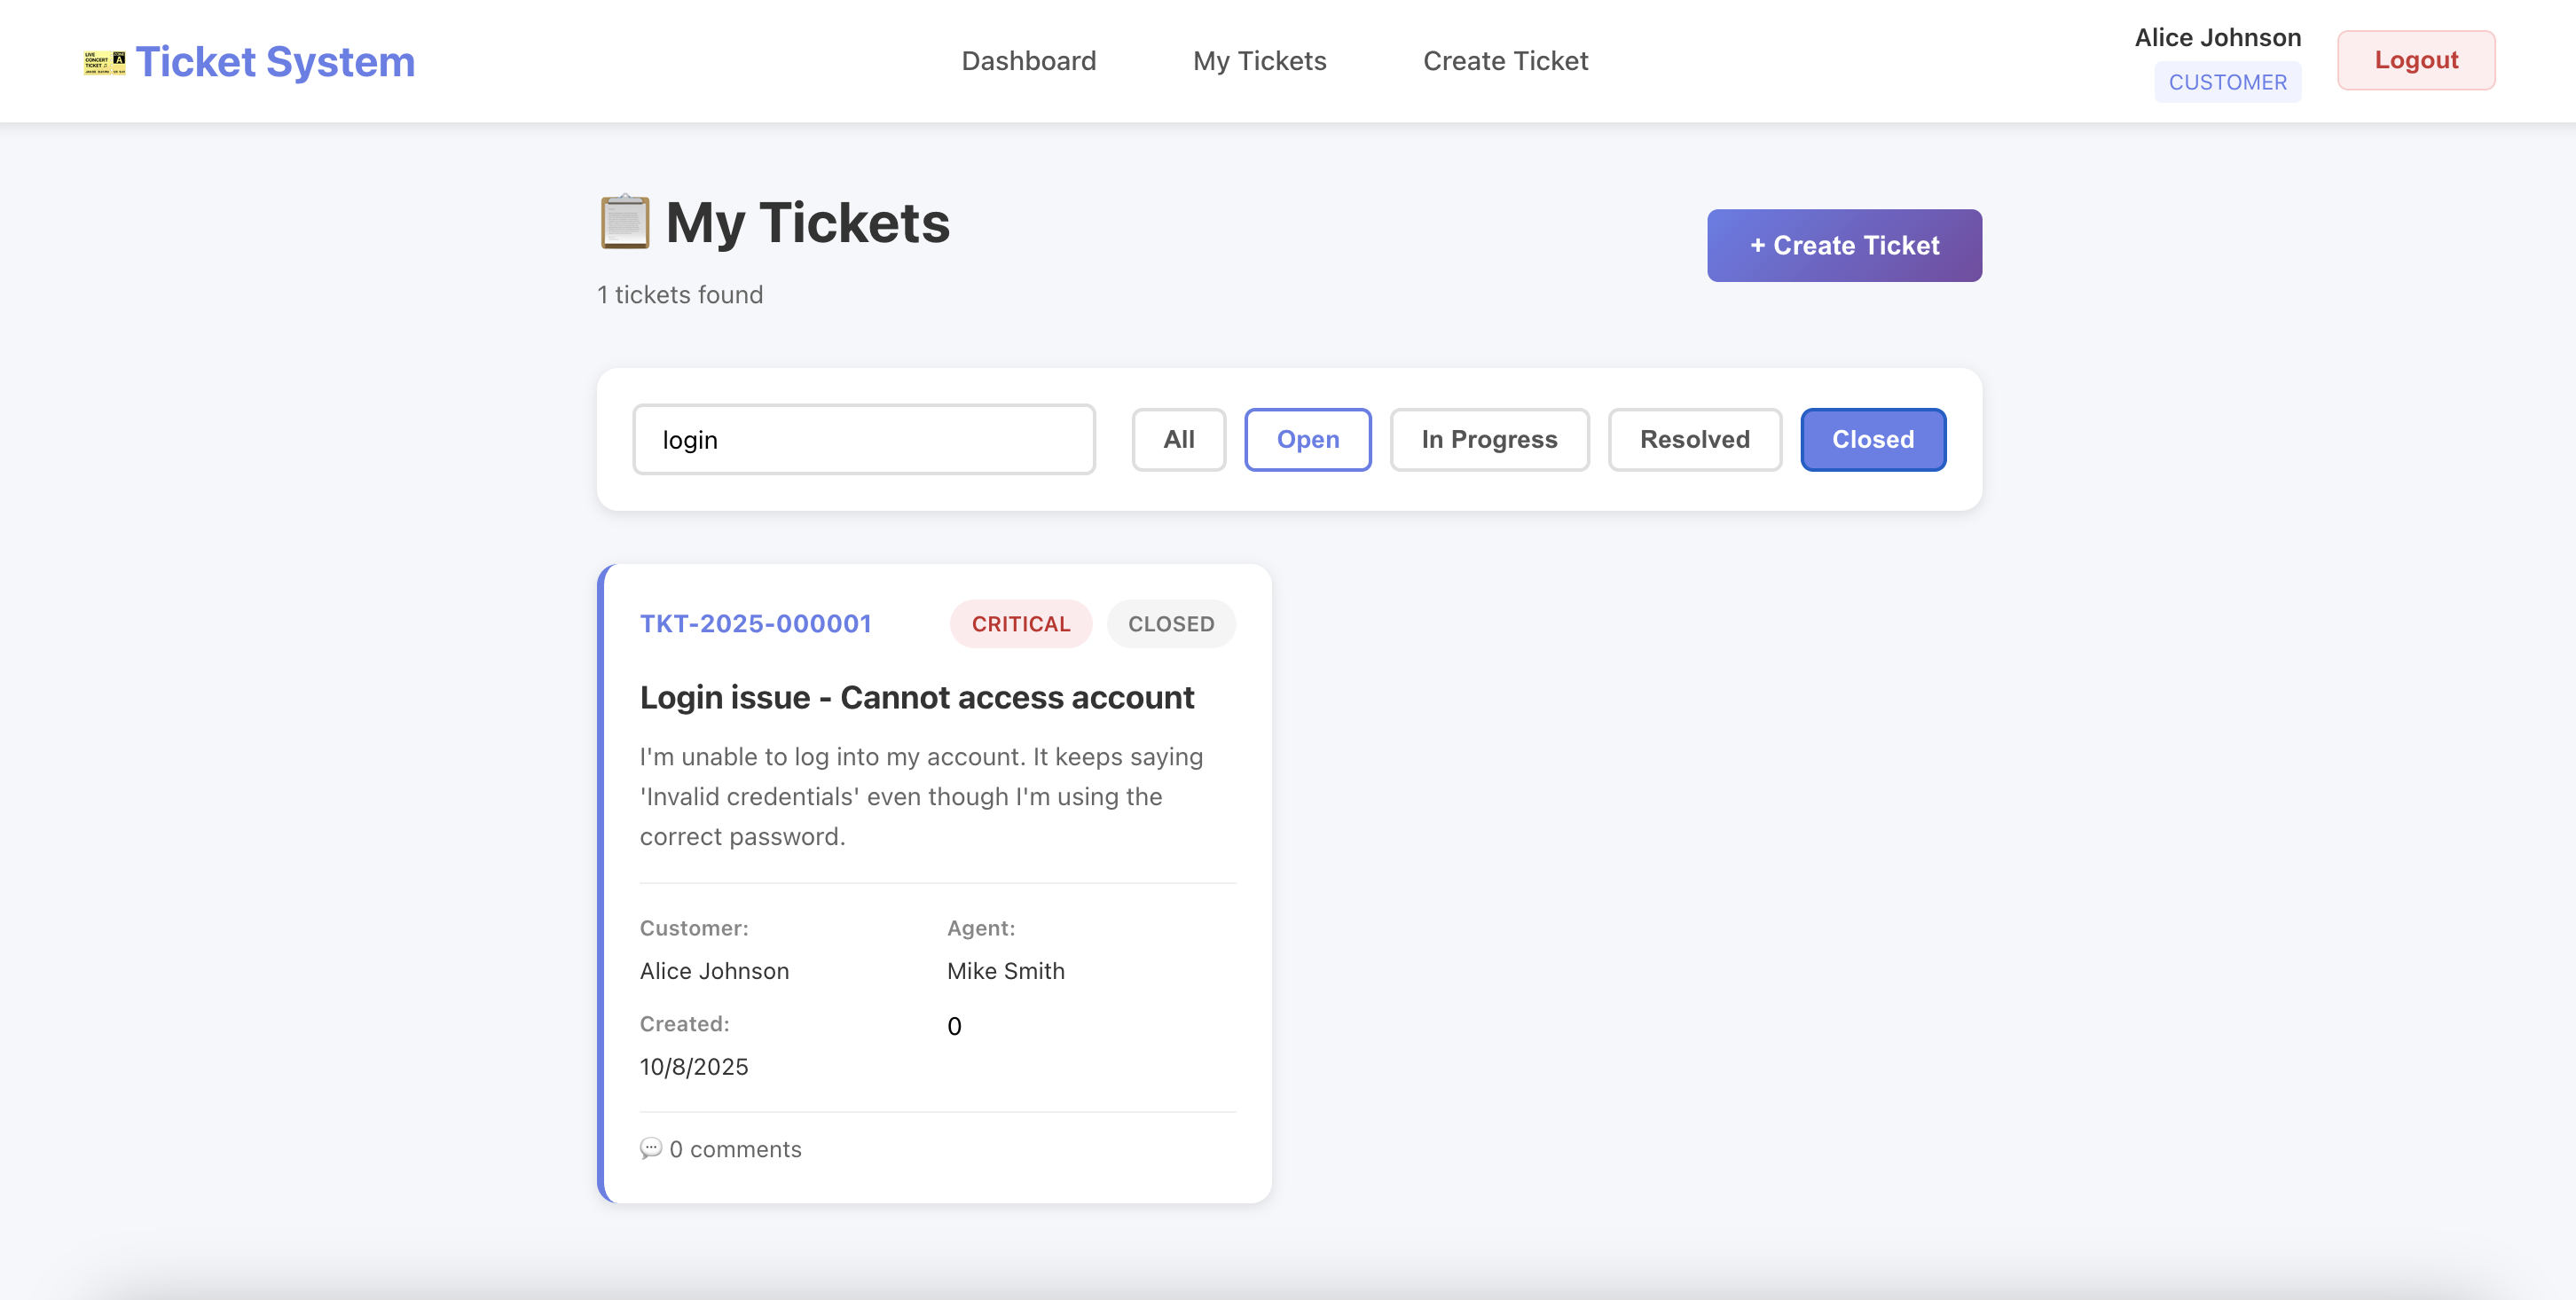 Ticket System
Dashboard
My Tickets
Create Ticket
Alice Johnson
CUSTOMER
Logout
My Tickets
1 tickets found
+ Create Ticket
login
All
Open
In Progress
Resolved
Closed
TKT-2025-000001
CRITICAL
CLOSED
Login issue - Cannot access account
I'm unable to log into my account. It keeps saying
'Invalid credentials' even though I'm using the
correct password.
Customer:
Alice Johnson
Agent:
Mike Smith
Created:
10/8/2025
0
0 comments